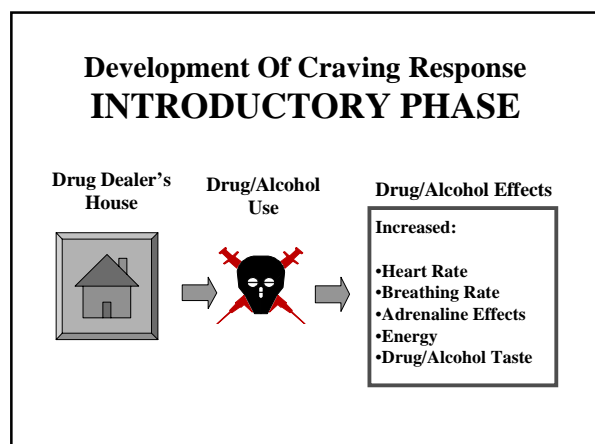 Development Of Craving Response
INTRODUCTORY PHASE
Drug Dealer's
House
Drug/Alcohol
Use
Drug/Alcohol Effects
Increased:
•Heart Rate
•Breathing Rate
•Adrenaline Effects
•Energy
•Drug/Alcohol Taste